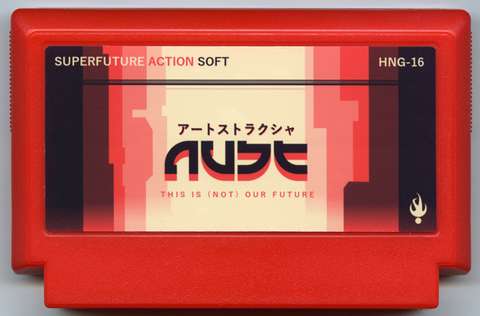 SUPERFUTURE ACTION SOFT
HNG-16
アートストラクシャ
THIS IS (NOT) OUR FUTURE